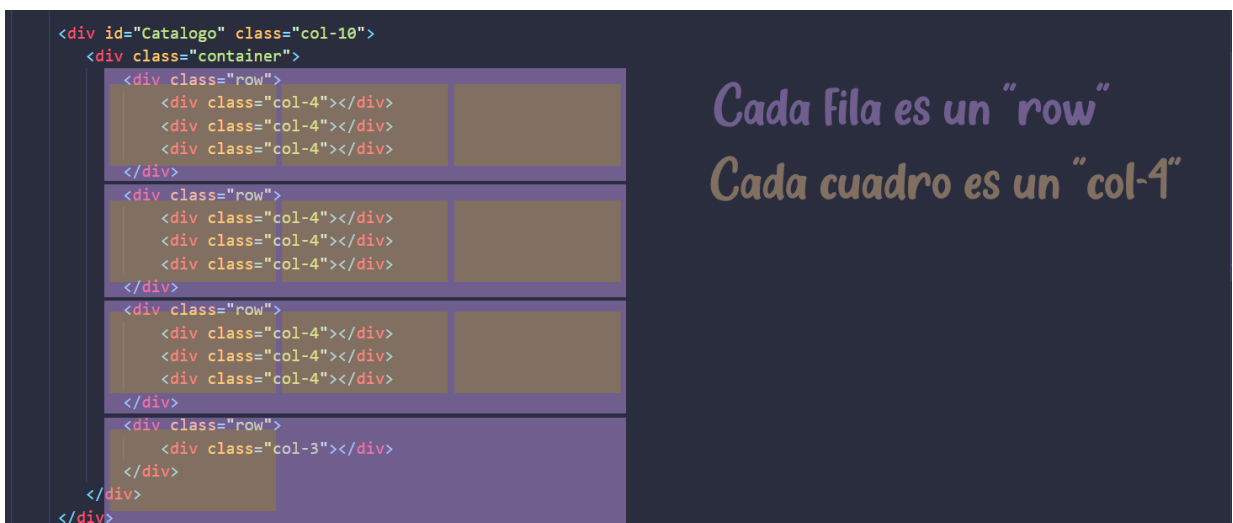 <div id="Catalogo" class="col-10">
<div class="container">
<div class="row">
<div class="col-4"></div>
<div class="col-4"></div>
<div class="col-4"></div>
</div>
<div class="row">
<div class="col-4"></div>
<div class="col-4"></div>
<div class="col-4"></div>
</div>
<div class="row">
<div class="col-4"></div>
<div class="col-4"></div>
<div class="col-4"></div>
</div>
<div class="row">
<div class="col-3"></div>
</div>
</div>
</div>
Cada fila es un "row"
Cada cuadro es un "col-4"